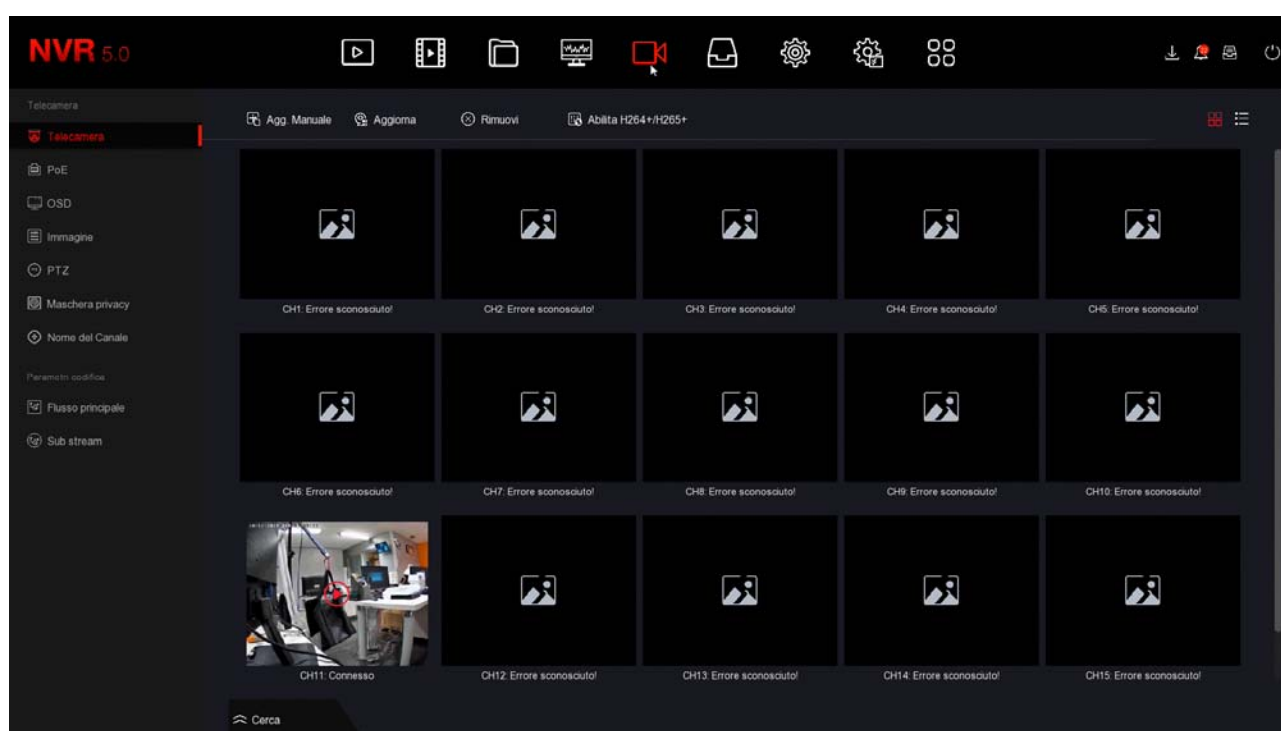 NVR 5.0
Telecamera
Telecamera
PoE
OSD
Immagine
PTZ
Maschera privacy
Nome del Canale
Parametri codifica
Flusso principale
Sub stream
Agg. Manuale Aggiorna Rimuovi Abilita H264+/H265+
CH1: Errore sconosciuto! CH2: Errore sconosciuto! CH3: Errore sconosciuto! CH4: Errore sconosciuto! CH5: Errore sconosciuto!
CH6: Errore sconosciuto! CH7: Errore sconosciuto! CH8: Errore sconosciuto! CH9: Errore sconosciuto! CH10: Errore sconosciuto!
CH11: Connesso CH12: Errore sconosciuto! CH13: Errore sconosciuto! CH14: Errore sconosciuto! CH15: Errore sconosciuto!
Cerca